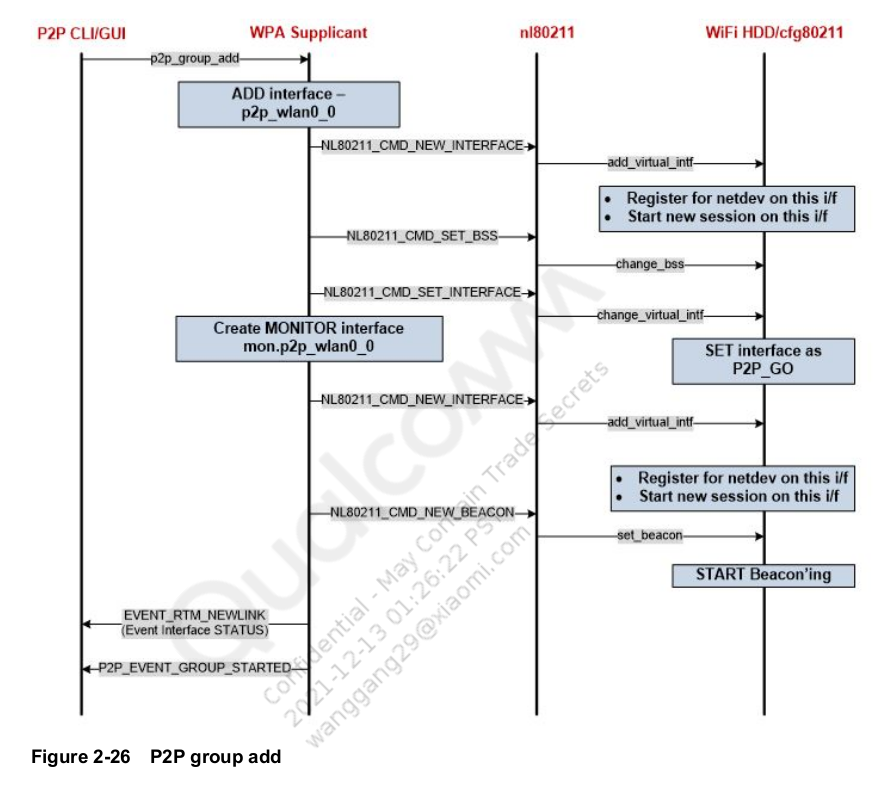 P2P CLI/GUI WPA Supplicant nl80211 WiFi HDD/cfg80211
p2p_group_add
ADD interface –
p2p_wlan0_0
NL80211_CMD_NEW_INTERFACE
add_virtual_intf
• Register for netdev on this i/f
• Start new session on this i/f
NL80211_CMD_SET_BSS
change_bss
NL80211_CMD_SET_INTERFACE
change_virtual_intf
Create MONITOR interface
mon.p2p_wlan0_0
SET interface as
P2P_GO
NL80211_CMD_NEW_INTERFACE
add_virtual_intf
• Register for netdev on this i/f
• Start new session on this i/f
NL80211_CMD_NEW_BEACON
set_beacon
START Beacon'ing
EVENT_RTM_NEWLINK
(Event Interface STATUS)
P2P_EVENT_GROUP_STARTED
Qualcomm
Confidential - May Contain Trade Secrets
2021-12-13 01:26:22 PST
wanggang29@xiaomi.com
Figure 2-26 P2P group add